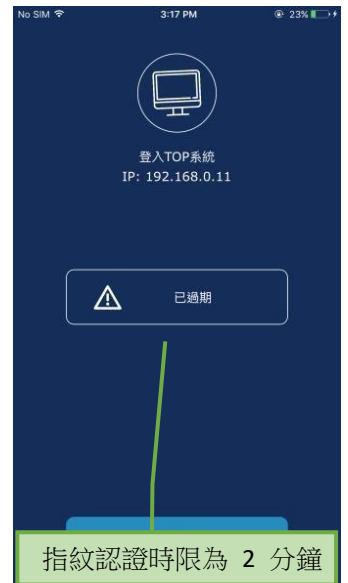 No SIM 3:17 PM 23%
登入TOP系統
IP: 192.168.0.11
已過期
指紋認證時限為 2 分鐘